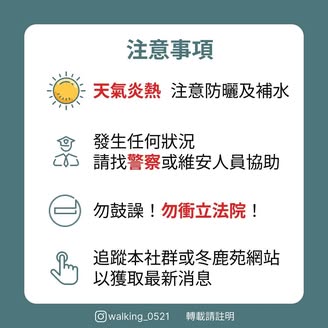 注意事項
天氣炎熱 注意防曬及補水
發生任何狀況
請找警察或維安人員協助
勿鼓譟！勿衝立法院！
追蹤本社群或冬鹿苑網站
以獲取最新消息
walking_0521 轉載請註明